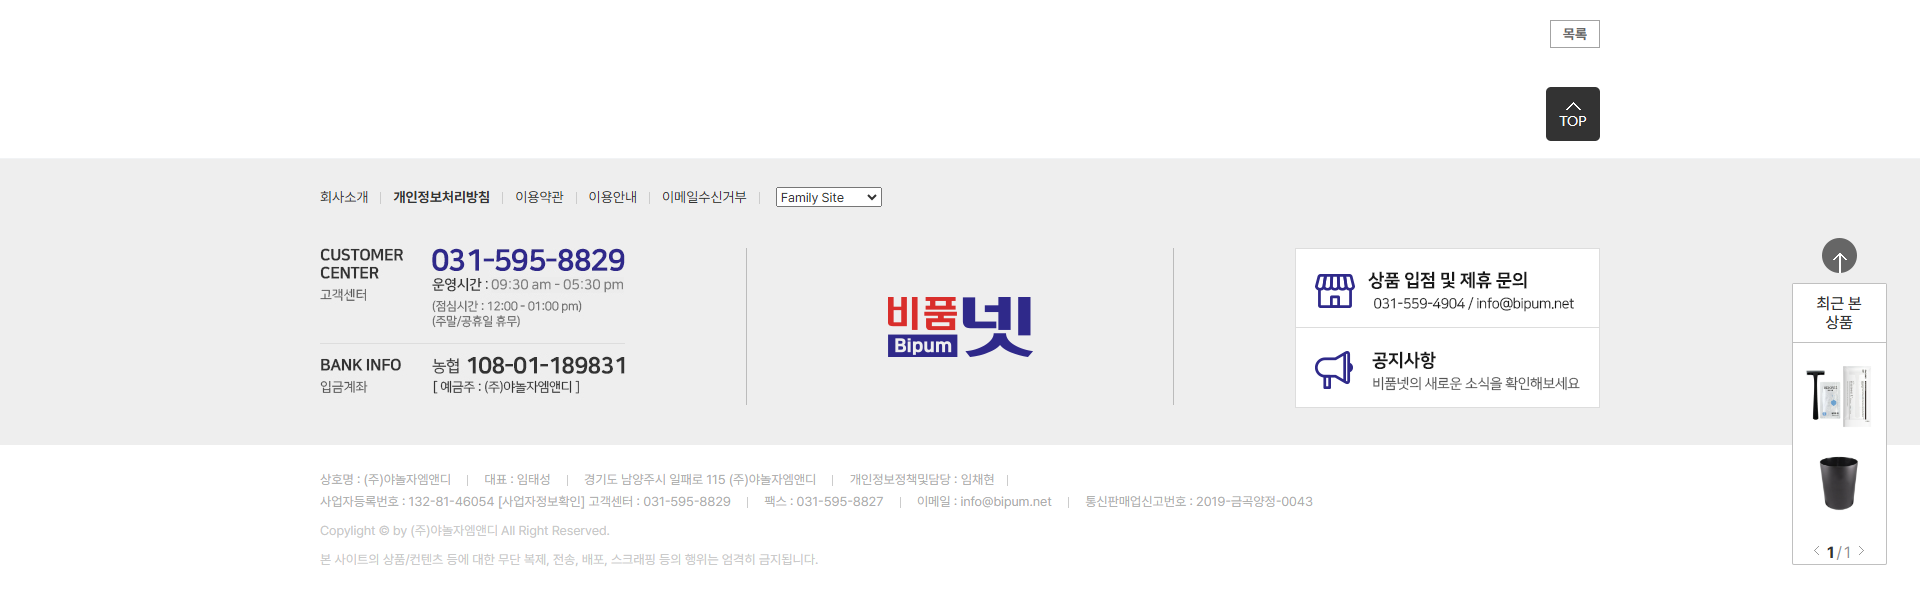 목록
TOP
회사소개 개인정보처리방침 이용약관 이용안내 이메일수신거부 Family Site
CUSTOMER
CENTER
고객센터
031-595-8829
운영시간 : 09:30 am - 05:30 pm
(점심시간 : 12:00 - 01:00 pm)
(주말/공휴일 휴무)
BANK INFO
입금계좌
농협 108-01-189831
[ 예금주 : (주)야놀자엠앤디 ]
비품넷
Bipum
상품 입점 및 제휴 문의
031-559-4904 / info@bipum.net
공지사항
비품넷의 새로운 소식을 확인해보세요
최근 본
상품
1/1
상호명 : (주)야놀자엠앤디 | 대표 : 임태성 | 경기도 남양주시 일패로 115 (주)야놀자엠앤디 | 개인정보정책및담당 : 임채현 |
사업자등록번호 : 132-81-46054 [사업자정보확인] 고객센터 : 031-595-8829 | 팩스 : 031-595-8827 | 이메일 : info@bipum.net | 통신판매업신고번호 : 2019-금곡양정-0043
Copylight © by (주)야놀자엠앤디 All Right Reserved.
본 사이트의 상품/컨텐츠 등에 대한 무단 복제, 전송, 배포, 스크래핑 등의 행위는 엄격히 금지됩니다.